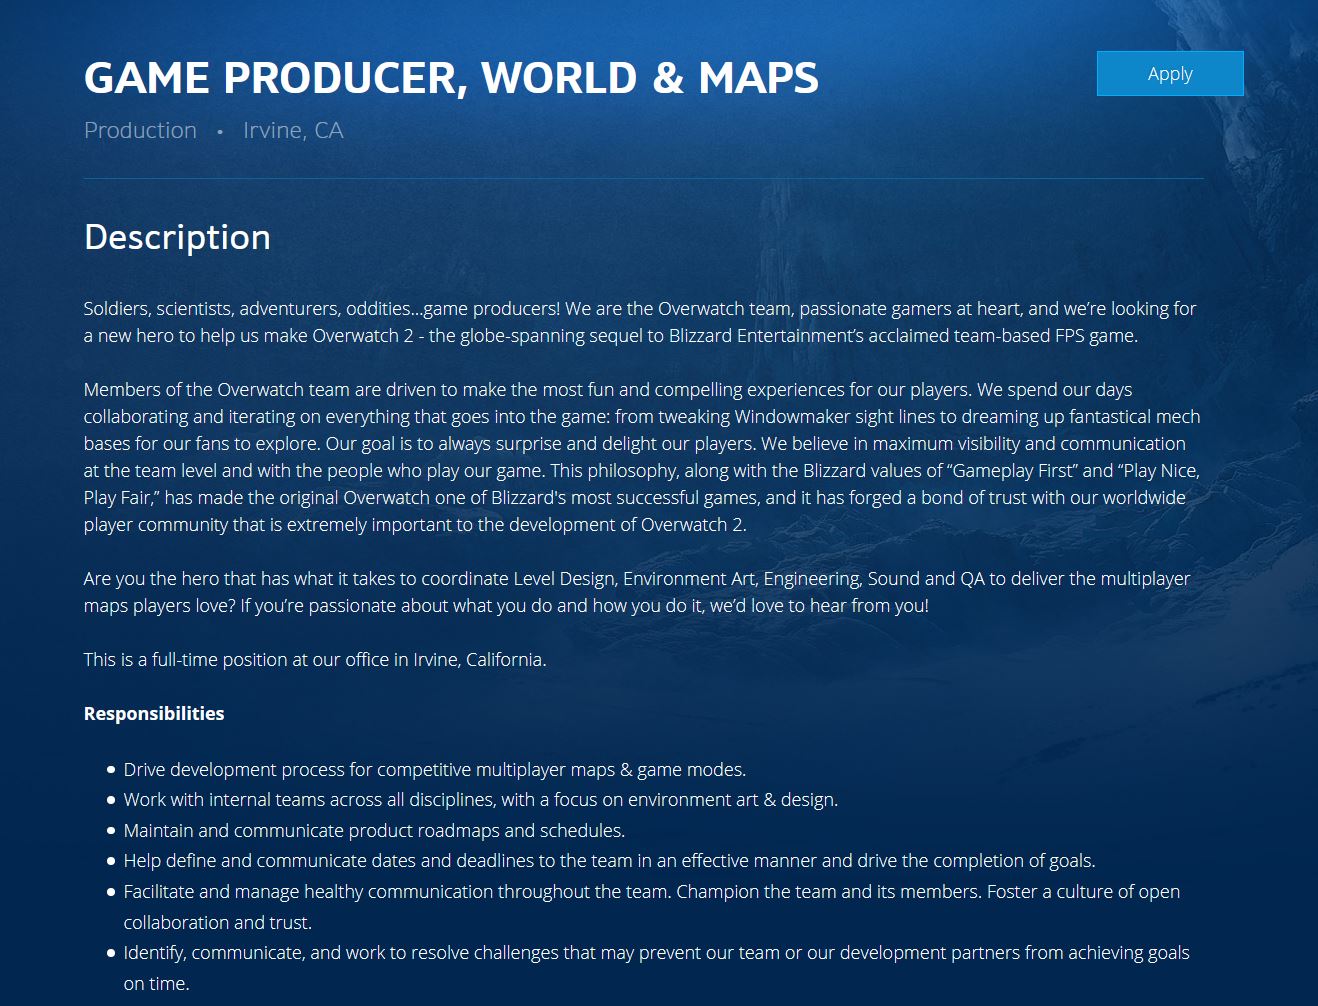 GAME PRODUCER, WORLD & MAPS
Apply
Production • Irvine, CA
Description
Soldiers, scientists, adventurers, oddities...game producers! We are the Overwatch team, passionate gamers at heart, and we’re looking for
a new hero to help us make Overwatch 2 - the globe-spanning sequel to Blizzard Entertainment’s acclaimed team-based FPS game.
Members of the Overwatch team are driven to make the most fun and compelling experiences for our players. We spend our days
collaborating and iterating on everything that goes into the game: from tweaking Windowmaker sight lines to dreaming up fantastical mech
bases for our fans to explore. Our goal is to always surprise and delight our players. We believe in maximum visibility and communication
at the team level and with the people who play our game. This philosophy, along with the Blizzard values of “Gameplay First” and “Play Nice,
Play Fair,” has made the original Overwatch one of Blizzard's most successful games, and it has forged a bond of trust with our worldwide
player community that is extremely important to the development of Overwatch 2.
Are you the hero that has what it takes to coordinate Level Design, Environment Art, Engineering, Sound and QA to deliver the multiplayer
maps players love? If you’re passionate about what you do and how you do it, we’d love to hear from you!
This is a full-time position at our office in Irvine, California.
Responsibilities
• Drive development process for competitive multiplayer maps & game modes.
• Work with internal teams across all disciplines, with a focus on environment art & design.
• Maintain and communicate product roadmaps and schedules.
• Help define and communicate dates and deadlines to the team in an effective manner and drive the completion of goals.
• Facilitate and manage healthy communication throughout the team. Champion the team and its members. Foster a culture of open
collaboration and trust.
• Identify, communicate, and work to resolve challenges that may prevent our team or our development partners from achieving goals
on time.